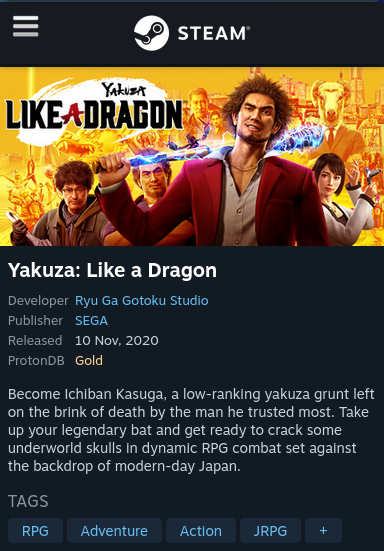 STEAM®
Yakuza
LIKE A DRAGON
Yakuza: Like a Dragon
Developer Ryu Ga Gotoku Studio
Publisher SEGA
Released 10 Nov, 2020
ProtonDB Gold
Become Ichiban Kasuga, a low-ranking yakuza grunt left
on the brink of death by the man he trusted most. Take
up your legendary bat and get ready to crack some
underworld skulls in dynamic RPG combat set against
the backdrop of modern-day Japan.
TAGS
RPG Adventure Action JRPG +